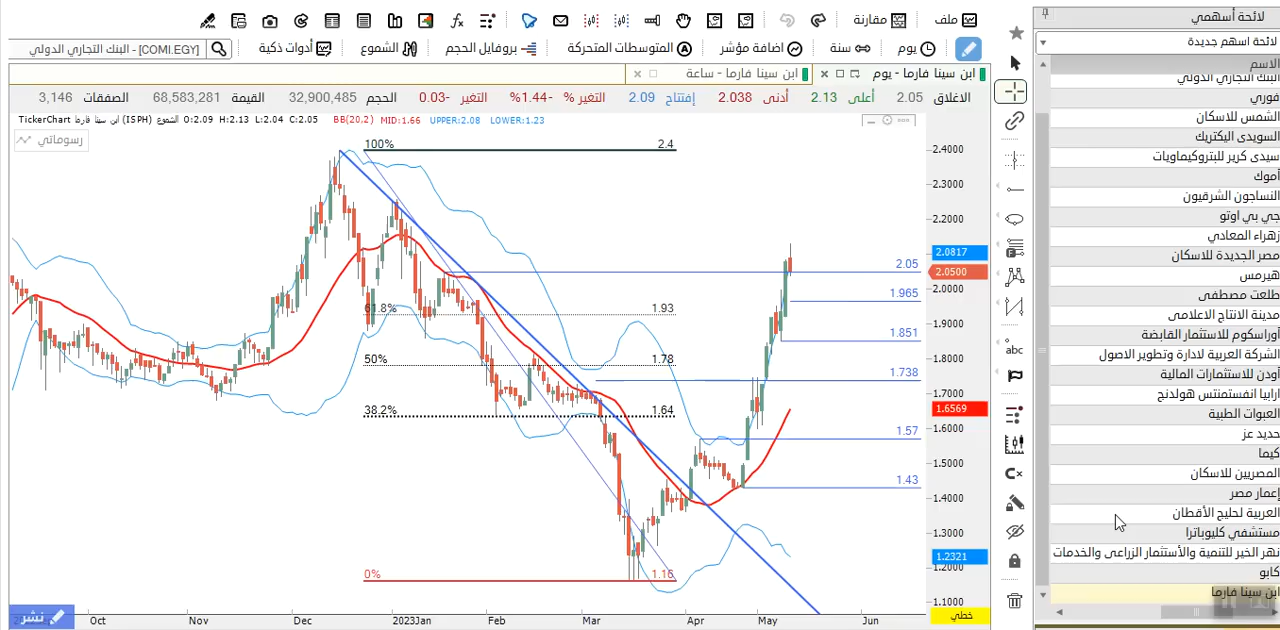 ملف
مقارنة
لائحة أسهمي
لائحة اسهم جديدة
يوم
سنة
اضافة مؤشر
المتوسطات المتحركة
بروفايل الحجم
الشموع
أدوات ذكية
[COMI.EGY] - البنك التجاري الدولي
ابن سينا فارما - يوم
ابن سينا فارما - ساعة
الاغلاق 2.05 أعلى 2.13 أدنى 2.038 إفتتاح 2.09 التغير % -1.44% التغير -0.03 الحجم 32,300,485 القيمة 68,583,281 الصفقات 3,146
TickerChart الشموع (ISPH) ابن سينا فارما O:2.09 H:2.13 L:2.04 C:2.05 BB(20.2) MID:1.66 UPPER:2.08 LOWER:1.23
رسوماتي
100% 2.4
61.8% 1.93
50% 1.78
38.2% 1.64
0% 1.16
2.05
1.965
1.851
1.738
1.57
1.43
2.4000
2.3000
2.2000
2.0817
2.0500
2.0000
1.9000
1.8000
1.7000
1.6569
1.6000
1.5000
1.4000
1.3000
1.2321
1.2000
1.1000
خطي
Oct Nov Dec 2023Jan Feb Mar Apr May Jun
نشر
abc
الاسم
البنك التجاري الدولي
فوري
الشمس للاسكان
السويدى اليكتريك
سيدى كرير للبتروكيماويات
أموك
النساجون الشرقيون
جي بي اوتو
زهراء المعادي
مصر الجديدة للاسكان
هيرمس
طلعت مصطفى
مدينة الانتاج الاعلامى
اوراسكوم للاستثمار القابضة
الشركة العربية لادارة وتطوير الاصول
أودن للاستثمارات المالية
ارابيا انفستمنتس هولدنج
العبوات الطبية
حديد عز
كيما
المصريين للاسكان
إعمار مصر
العربية لحليج الأقطان
مستشفي كليوباترا
نهر الخير للتنمية والأستثمار الزراعى والخدمات
كابو
ابن سينا فارما